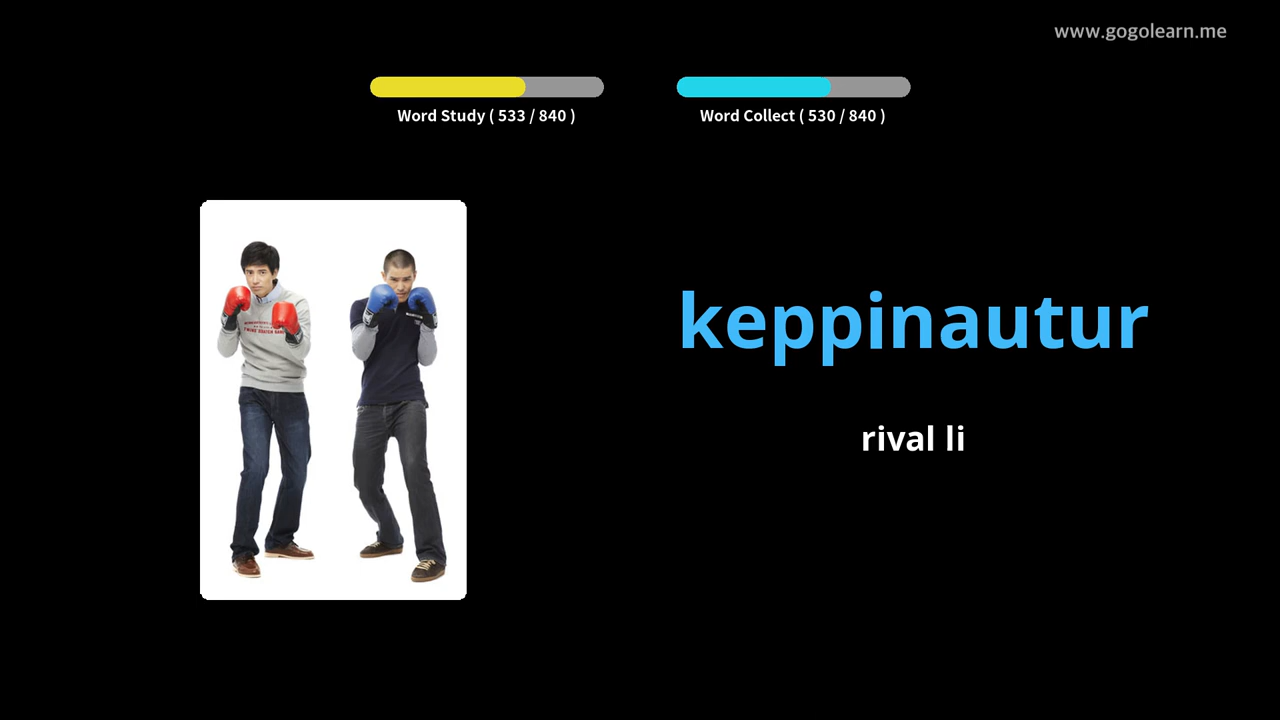 www.gogolearn.me
Word Study ( 533 / 840 )
Word Collect ( 530 / 840 )
keppinautur
rival li